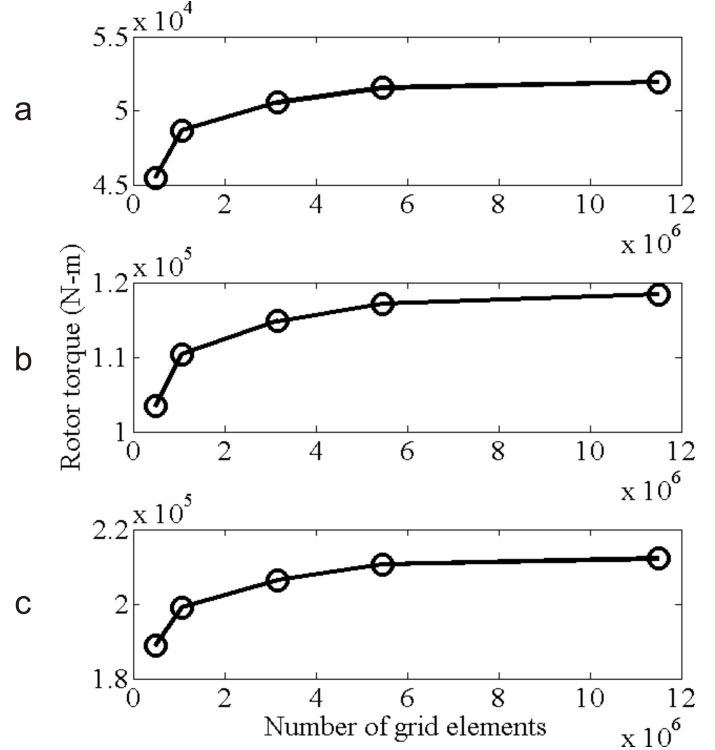 x 10^4
5.5
a
5
4.5
0 2 4 6 8 10 12
x 10^6
x 10^5
1.2
b
1.1
1
0 2 4 6 8 10 12
x 10^6
Rotor torque (N-m)
x 10^5
2.2
c
2
1.8
0 2 4 6 8 10 12
Number of grid elements
x 10^6